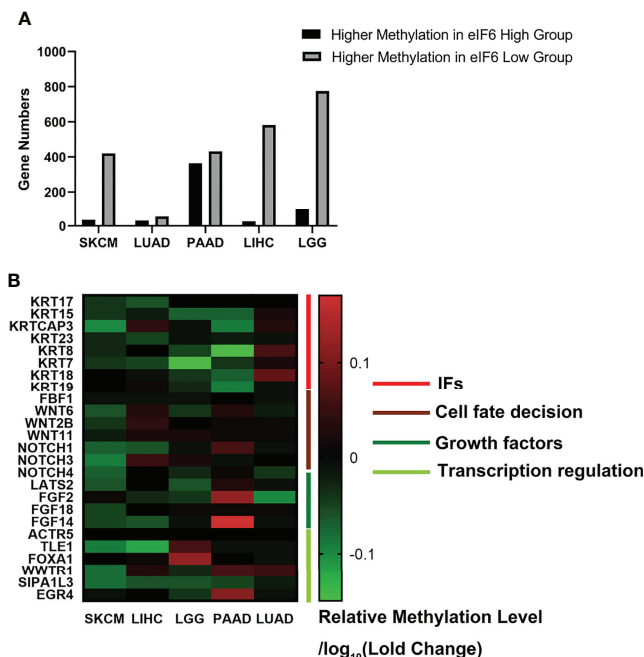 A
Higher Methylation in eIF6 High Group
Higher Methylation in eIF6 Low Group
Gene Numbers
1000
800
600
400
200
0
SKCM LUAD PAAD LIHC LGG
B
KRT17
KRT15
KRTCAP3
KRT23
KRT8
KRT7
KRT18
KRT19
FBF1
WNT6
WNT2B
WNT11
NOTCH1
NOTCH3
NOTCH4
LATS2
FGF2
FGF18
FGF14
ACTR5
TLE1
FOXA1
WWTR1
SIPA1L3
EGR4
SKCM LIHC LGG PAAD LUAD
0.1
0
-0.1
IFs
Cell fate decision
Growth factors
Transcription regulation
Relative Methylation Level
/log10(Lold Change)